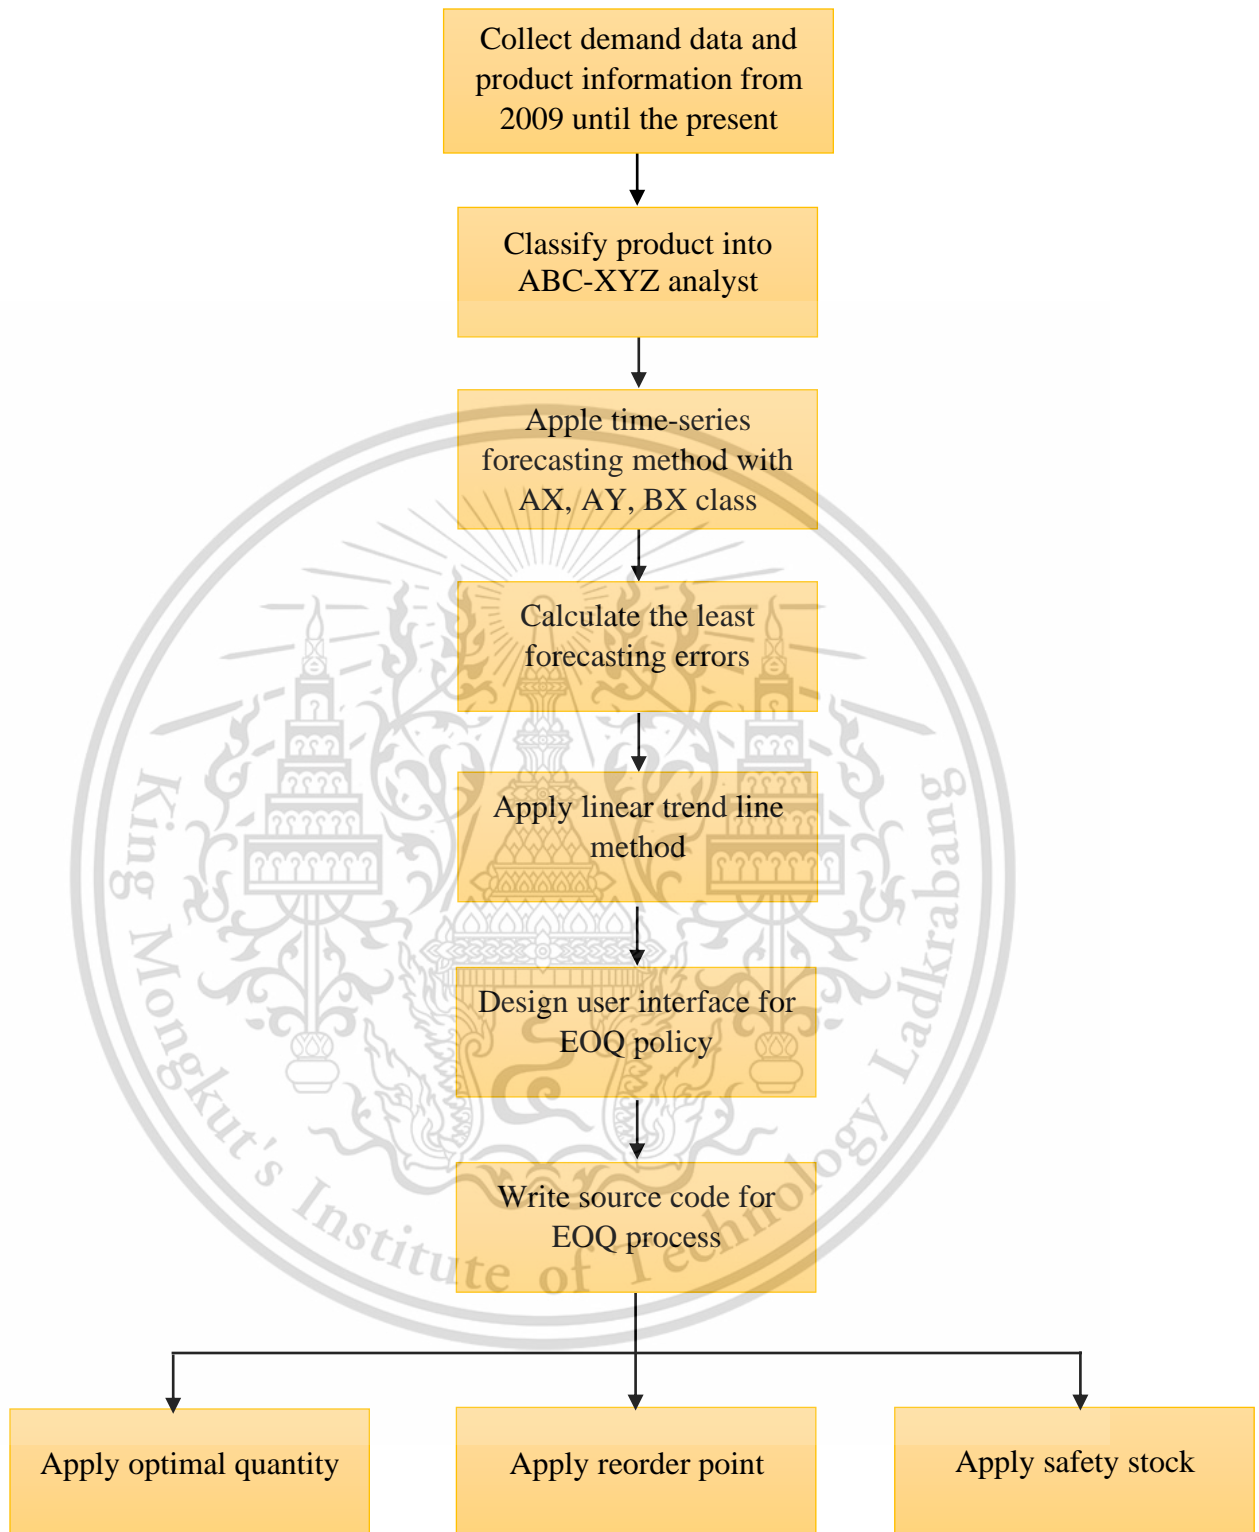 Collect demand data and
product information from
2009 until the present
Classify product into
ABC-XYZ analyst
Apple time-series
forecasting method with
AX, AY, BX class
Calculate the least
forecasting errors
Apply linear trend line
method
Design user interface for
EOQ policy
Write source code for
EOQ process
Apply optimal quantity
Apply reorder point
Apply safety stock
King Mongkut's Institute of Technology Ladkrabang